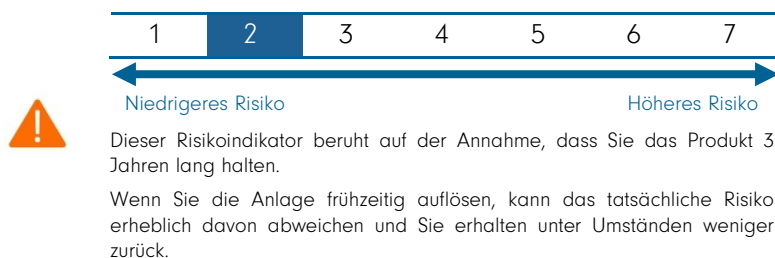 1 2 3 4 5 6 7
Niedrigeres Risiko Höheres Risiko
Dieser Risikoindikator beruht auf der Annahme, dass Sie das Produkt 3
Jahren lang halten.
Wenn Sie die Anlage frühzeitig auflösen, kann das tatsächliche Risiko
erheblich davon abweichen und Sie erhalten unter Umständen weniger
zurück.